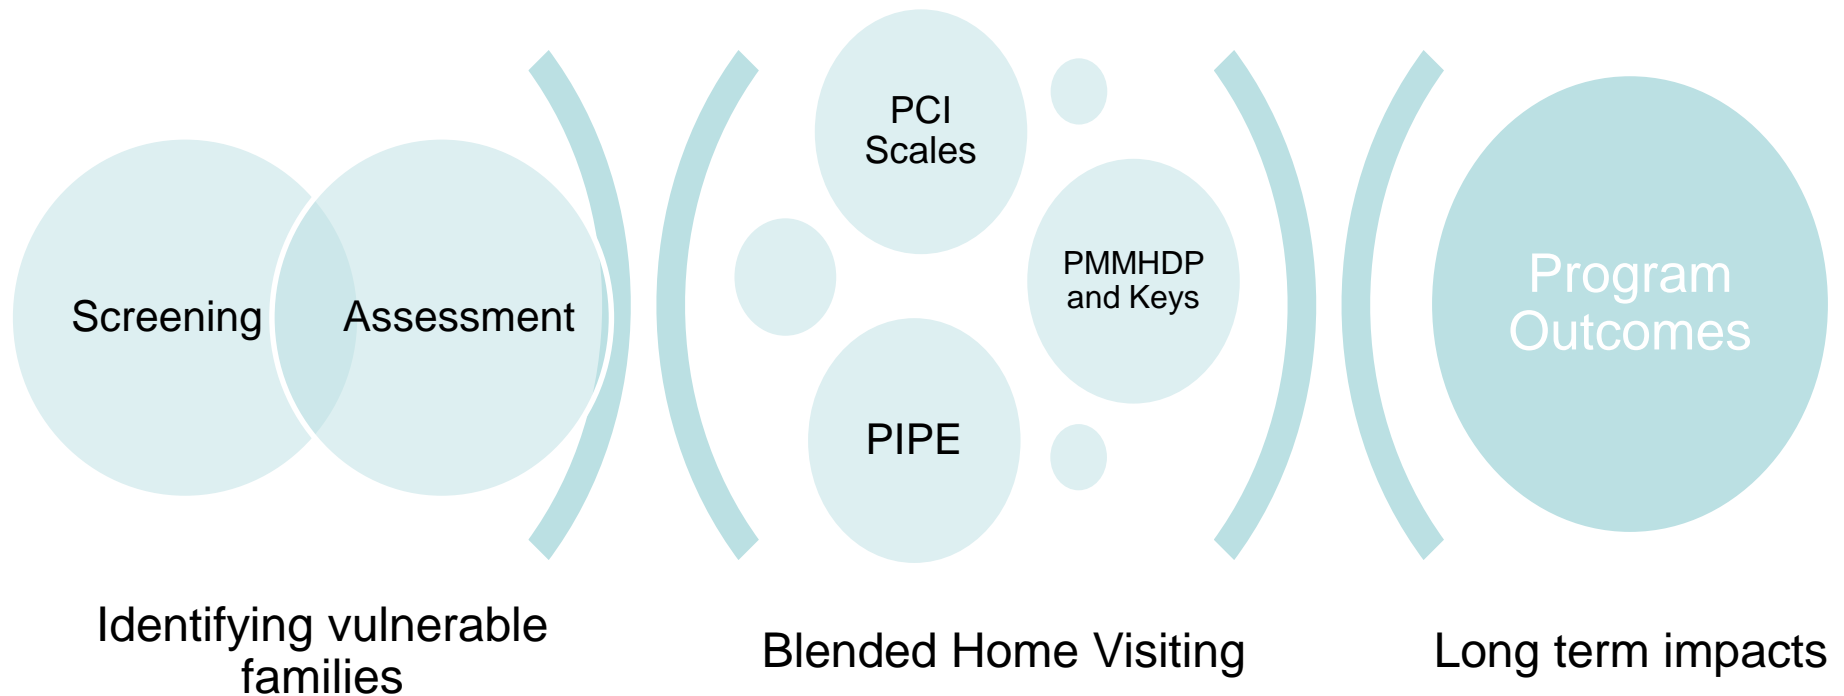 Screening
Assessment
PCI
Scales
PMMHDP
and Keys
PIPE
Program
Outcomes
Identifying vulnerable
families
Blended Home Visiting
Long term impacts